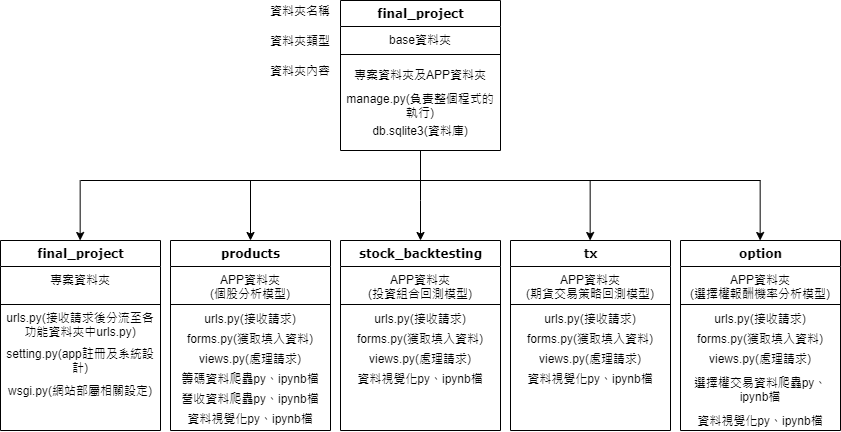 資料夾名稱
final_project
資料夾類型
base資料夾
資料夾內容
專案資料夾及APP資料夾
manage.py(負責整個程式的
執行)
db.sqlite3(資料庫)
final_project
專案資料夾
urls.py(接收請求後分流至各
功能資料夾中urls.py)
setting.py(app註冊及系統設
計)
wsgi.py(網站部屬相關設定)
products
APP資料夾
(個股分析模型)
urls.py(接收請求)
forms.py(獲取填入資料)
views.py(處理請求)
籌碼資料爬蟲py、ipynb檔
營收資料爬蟲py、ipynb檔
資料視覺化py、ipynb檔
stock_backtesting
APP資料夾
(投資組合回測模型)
urls.py(接收請求)
forms.py(獲取填入資料)
views.py(處理請求)
資料視覺化py、ipynb檔
tx
APP資料夾
(期貨交易策略回測模型)
urls.py(接收請求)
forms.py(獲取填入資料)
views.py(處理請求)
資料視覺化py、ipynb檔
option
APP資料夾
(選擇權報酬機率分析模型)
urls.py(接收請求)
forms.py(獲取填入資料)
views.py(處理請求)
選擇權交易資料爬蟲py、
ipynb檔
資料視覺化py、ipynb檔